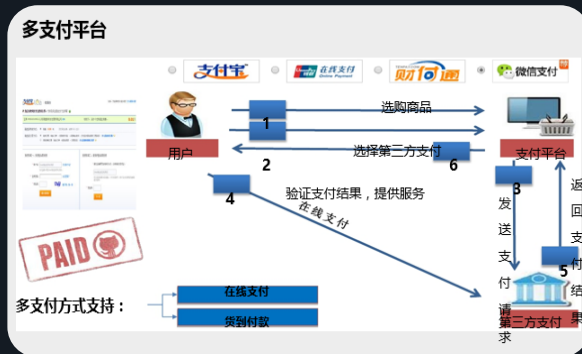 多支付平台
支付宝
在线支付
Online Payment
财付通
微信支付
选购商品
1
选择第三方支付
用户
2
6
支付平台
3
4
验证支付结果，提供服务
在线支付
发送支付请求
返回支付结果
5
PAID
多支付方式支持：
在线支付
货到付款
第三方支付